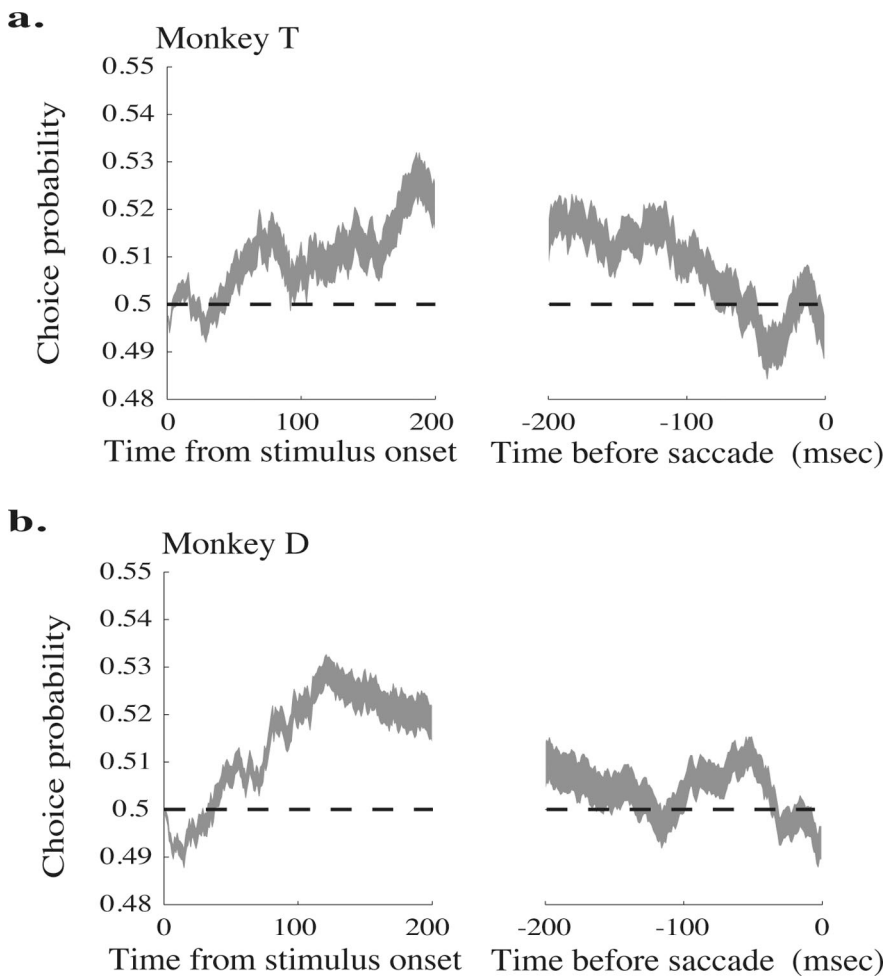 a.
Monkey T
Choice probability
0.55
0.54
0.53
0.52
0.51
0.5
0.49
0.48
0 100 200
-200 -100 0
Time from stimulus onset
Time before saccade (msec)
b.
Monkey D
Choice probability
0.55
0.54
0.53
0.52
0.51
0.5
0.49
0.48
0 100 200
-200 -100 0
Time from stimulus onset
Time before saccade (msec)